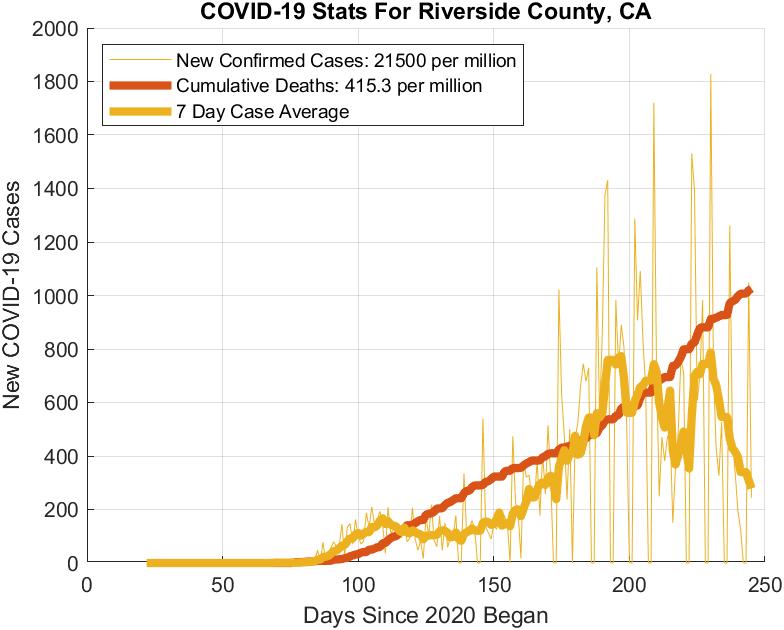 COVID-19 Stats For Riverside County, CA
New Confirmed Cases: 21500 per million
Cumulative Deaths: 415.3 per million
7 Day Case Average
New COVID-19 Cases
2000
1800
1600
1400
1200
1000
800
600
400
200
0
0 50 100 150 200 250
Days Since 2020 Began